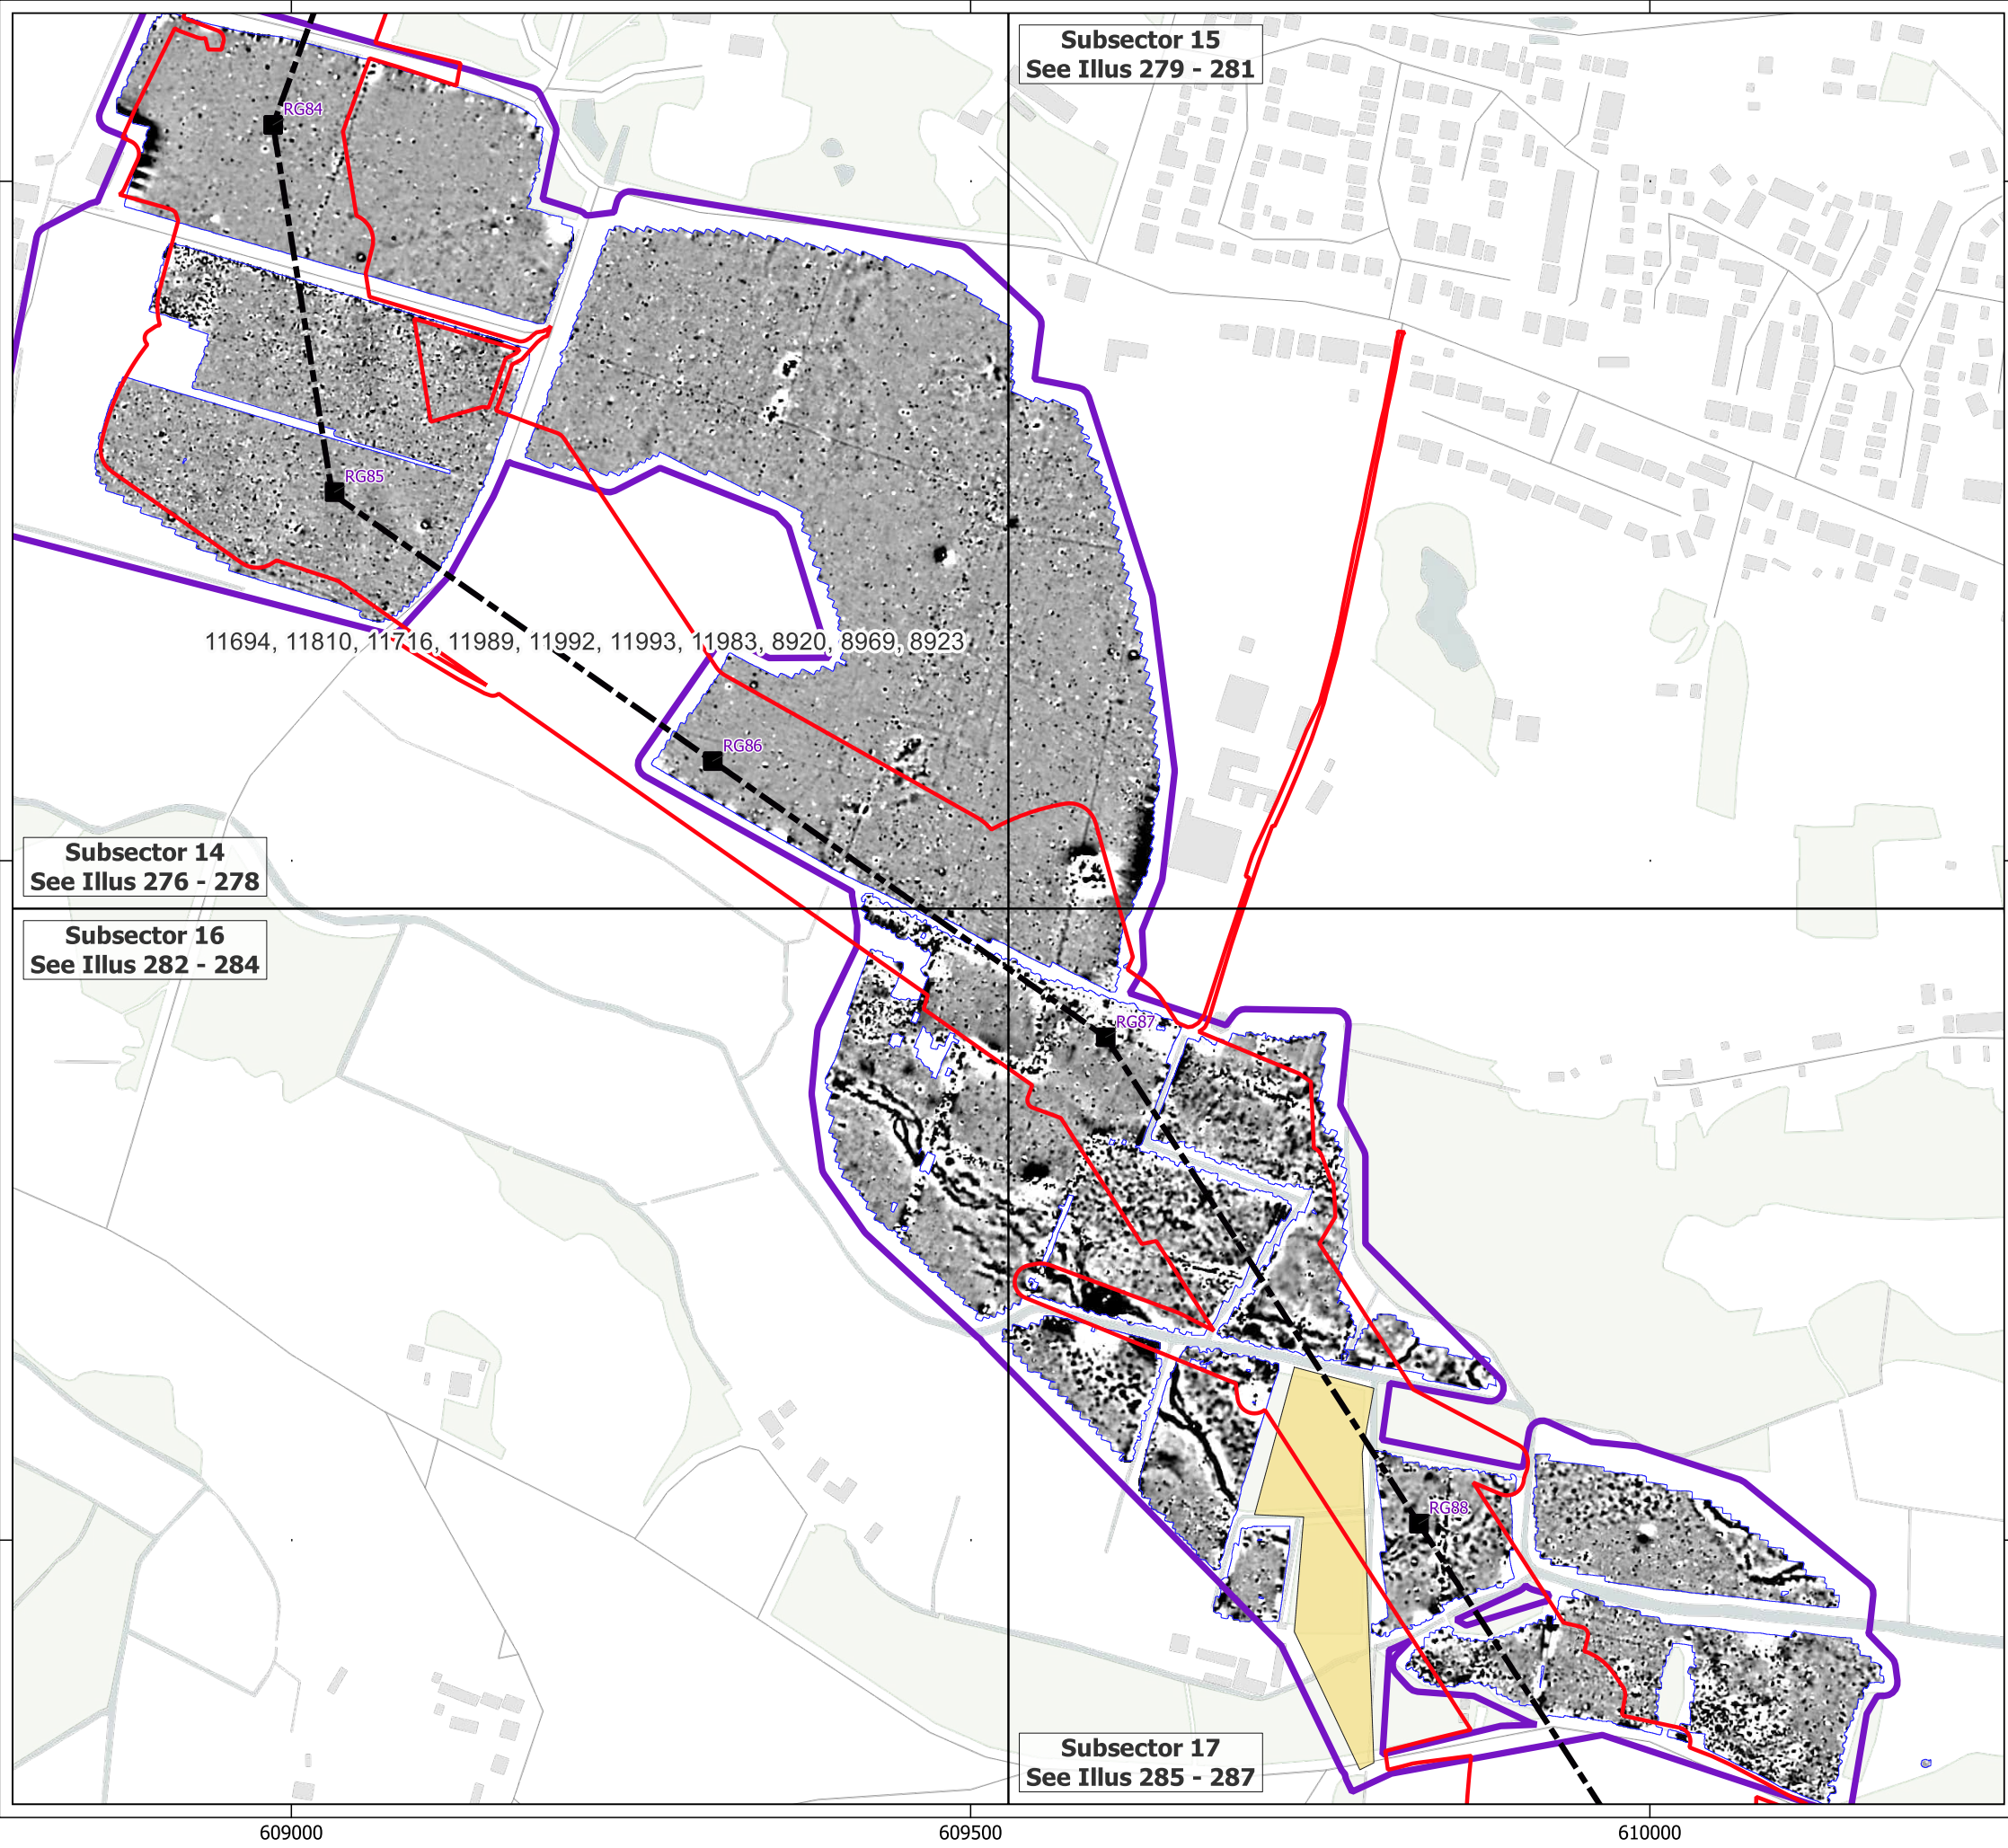 Subsector 15
See Illus 279 - 281
RG84
RG85
11694, 11810, 11716, 11989, 11992, 11993, 11983, 8920, 8969, 8923
RG86
Subsector 14
See Illus 276 - 278
Subsector 16
See Illus 282 - 284
RG87
RG88
Subsector 17
See Illus 285 - 287
609000
609500
610000